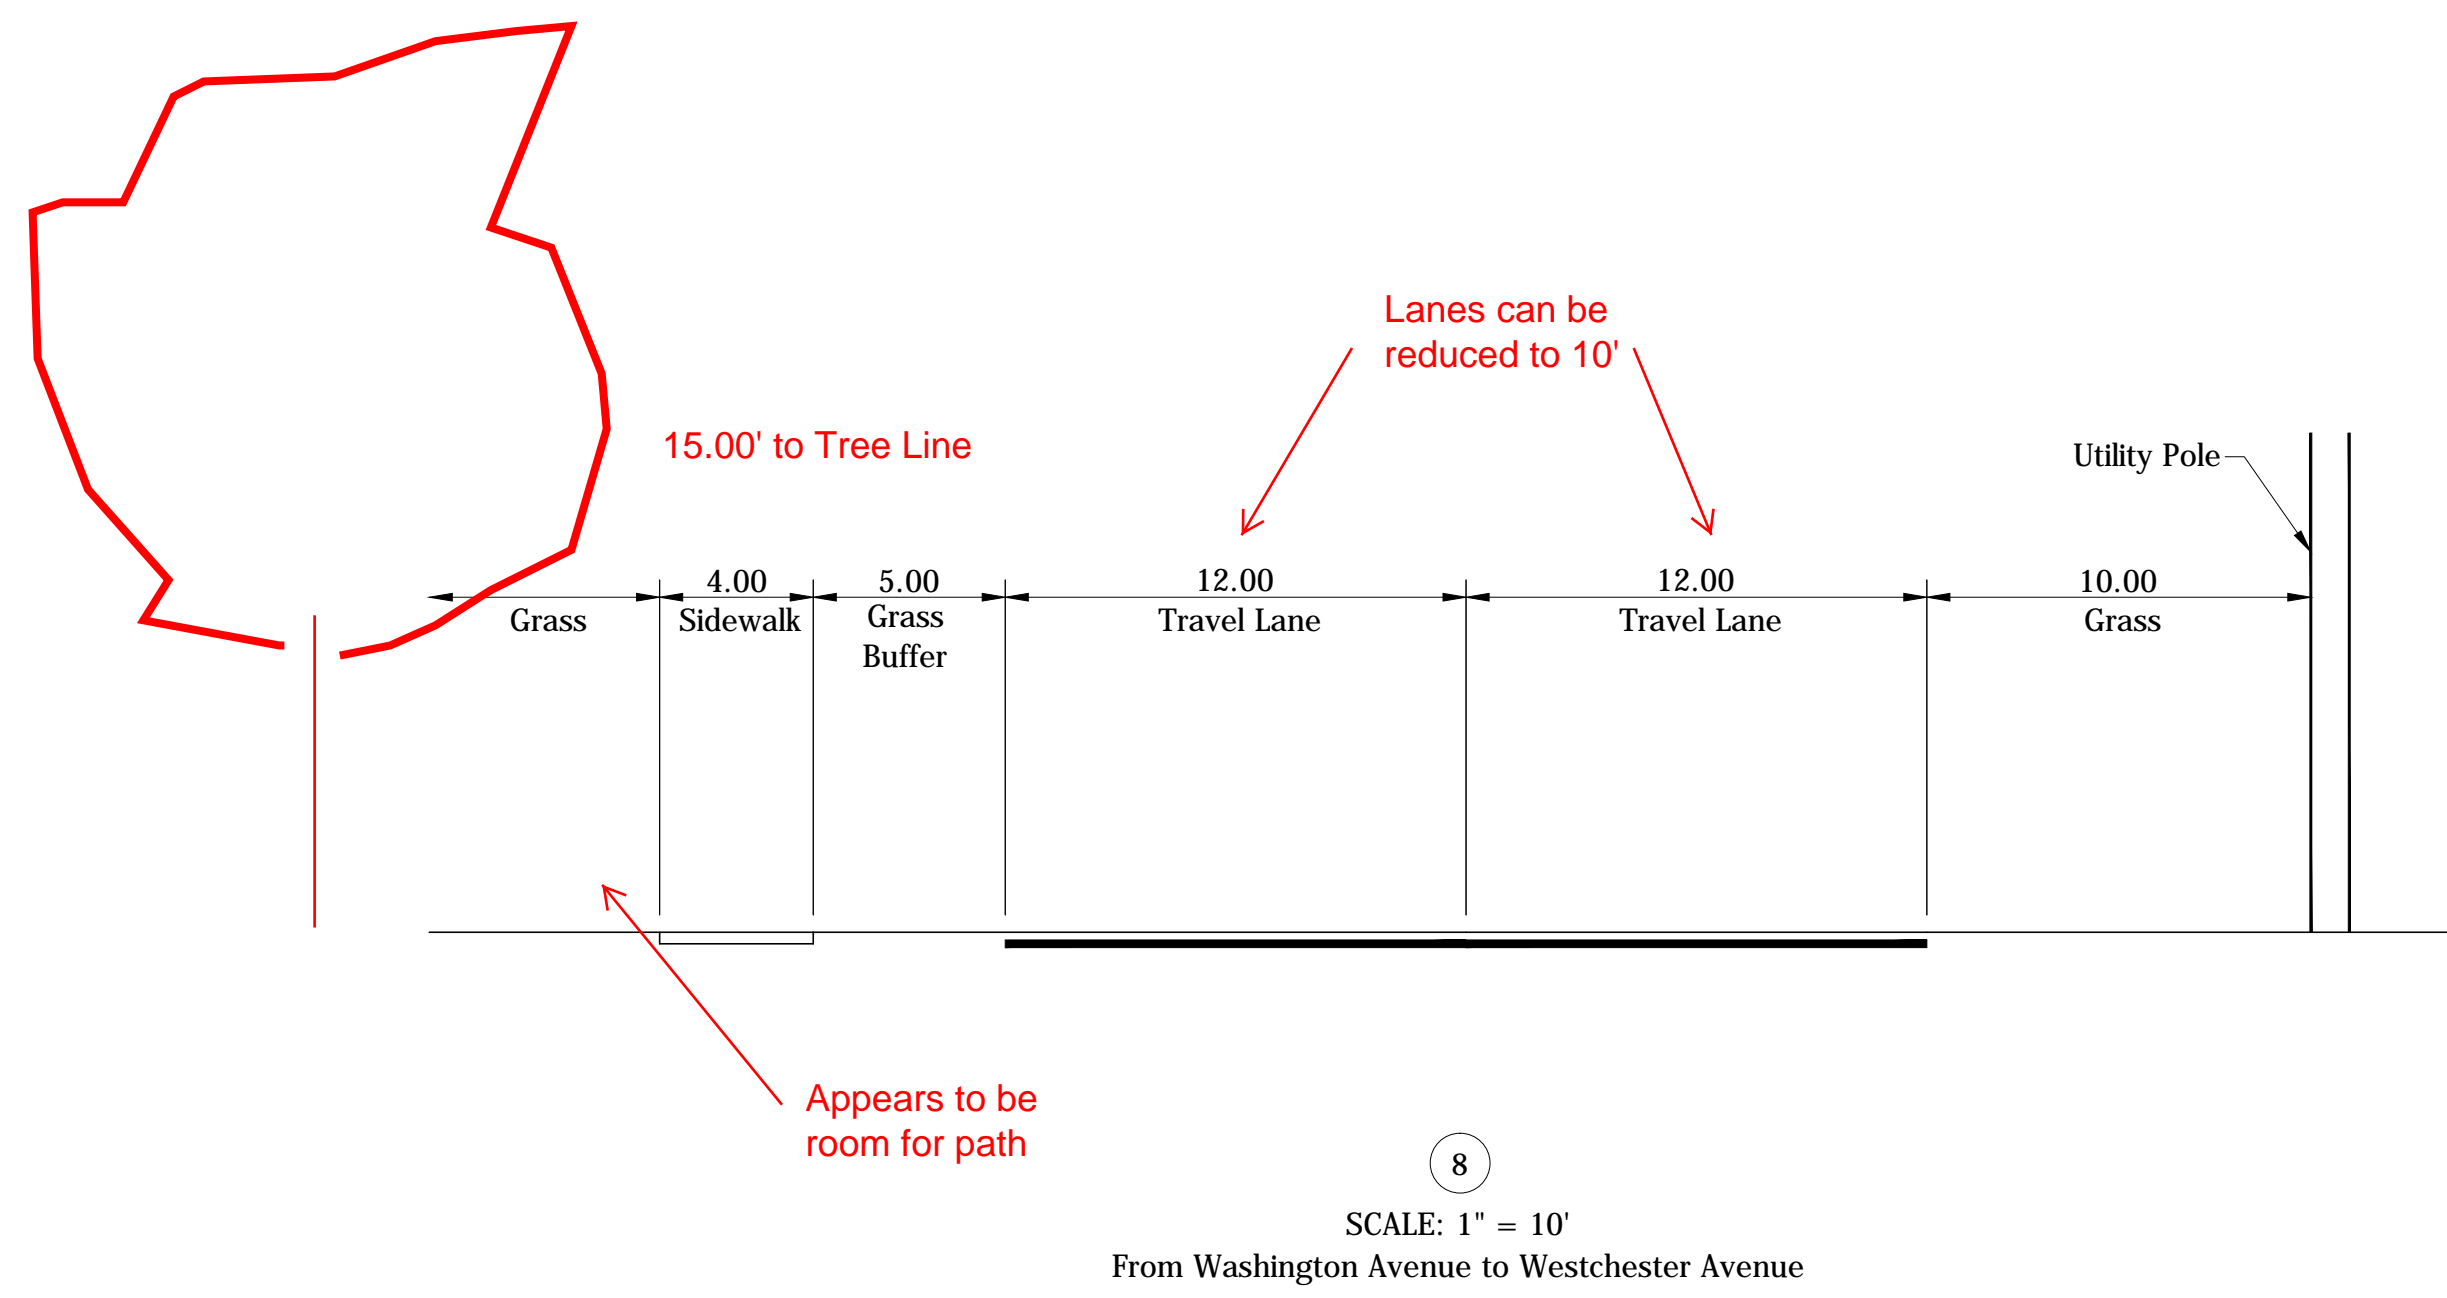 Lanes can be
reduced to 10'
15.00' to Tree Line
Utility Pole
4.00
5.00
12.00
12.00
10.00
Grass
Sidewalk
Grass
Buffer
Travel Lane
Travel Lane
Grass
Appears to be
room for path
8
SCALE: 1" = 10'
From Washington Avenue to Westchester Avenue